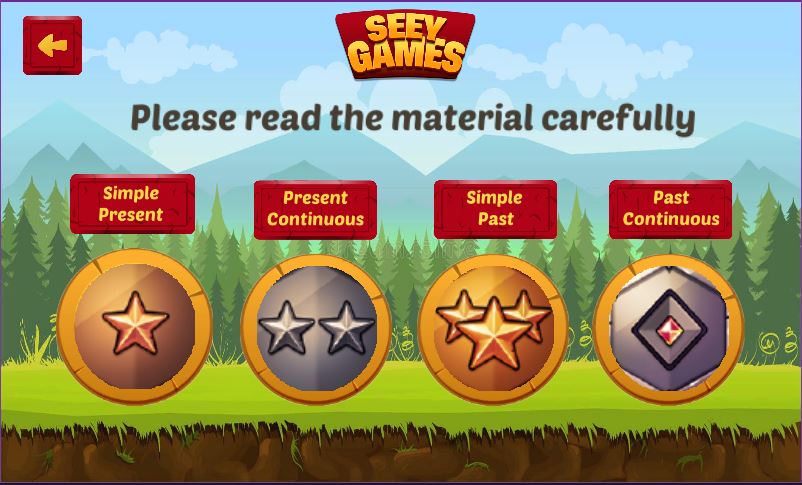 SEEY
GAMES
Please read the material carefully
Simple
Present
Present
Continuous
Simple
Past
Past
Continuous